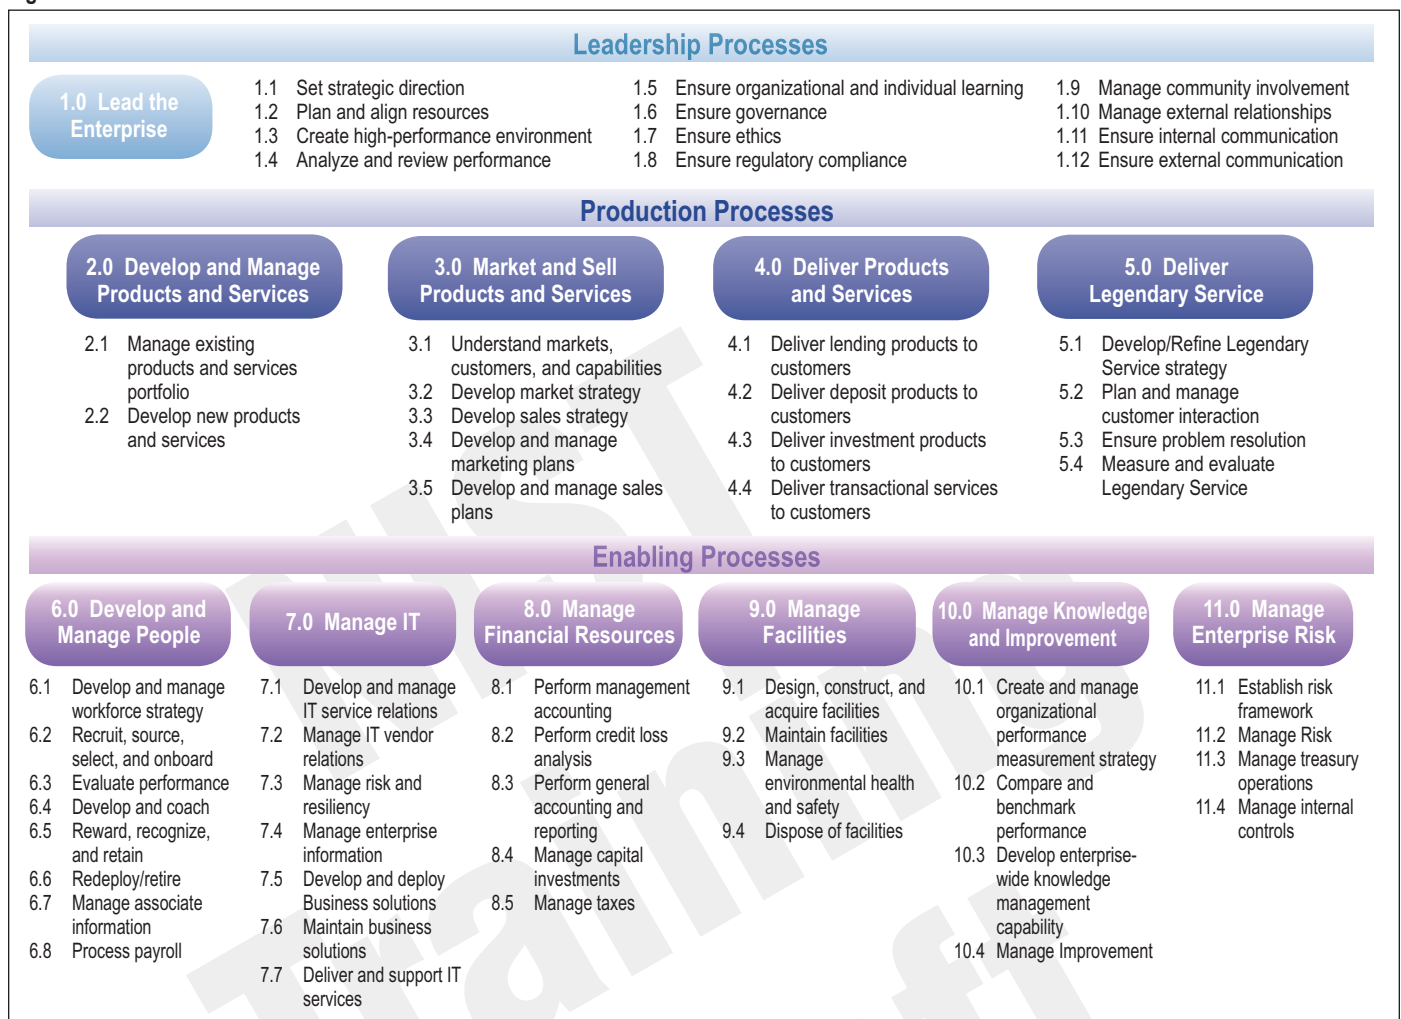 Leadership Processes
1.0 Lead the
Enterprise
1.1 Set strategic direction
1.2 Plan and align resources
1.3 Create high-performance environment
1.4 Analyze and review performance
1.5 Ensure organizational and individual learning
1.6 Ensure governance
1.7 Ensure ethics
1.8 Ensure regulatory compliance
1.9 Manage community involvement
1.10 Manage external relationships
1.11 Ensure internal communication
1.12 Ensure external communication
Production Processes
2.0 Develop and Manage
Products and Services
2.1 Manage existing
products and services
portfolio
2.2 Develop new products
and services
3.0 Market and Sell
Products and Services
3.1 Understand markets,
customers, and capabilities
3.2 Develop market strategy
3.3 Develop sales strategy
3.4 Develop and manage
marketing plans
3.5 Develop and manage sales
plans
4.0 Deliver Products
and Services
4.1 Deliver lending products to
customers
4.2 Deliver deposit products to
customers
4.3 Deliver investment products
to customers
4.4 Deliver transactional services
to customers
5.0 Deliver
Legendary Service
5.1 Develop/Refine Legendary
Service strategy
5.2 Plan and manage
customer interaction
5.3 Ensure problem resolution
5.4 Measure and evaluate
Legendary Service
Enabling Processes
6.0 Develop and
Manage People
6.1 Develop and manage
workforce strategy
6.2 Recruit, source,
select, and onboard
6.3 Evaluate performance
6.4 Develop and coach
6.5 Reward, recognize,
and retain
6.6 Redeploy/retire
6.7 Manage associate
information
6.8 Process payroll
7.0 Manage IT
7.1 Develop and manage
IT service relations
7.2 Manage IT vendor
relations
7.3 Manage risk and
resiliency
7.4 Manage enterprise
information
7.5 Develop and deploy
Business solutions
7.6 Maintain business
solutions
7.7 Deliver and support IT
services
8.0 Manage
Financial Resources
8.1 Perform management
accounting
8.2 Perform credit loss
analysis
8.3 Perform general
accounting and
reporting
8.4 Manage capital
investments
8.5 Manage taxes
9.0 Manage
Facilities
9.1 Design, construct, and
acquire facilities
9.2 Maintain facilities
9.3 Manage
environmental health
and safety
9.4 Dispose of facilities
10.0 Manage Knowledge
and Improvement
10.1 Create and manage
organizational
performance
measurement strategy
10.2 Compare and
benchmark
performance
10.3 Develop enterprise-
wide knowledge
management
capability
10.4 Manage Improvement
11.0 Manage
Enterprise Risk
11.1 Establish risk
framework
11.2 Manage Risk
11.3 Manage treasury
operations
11.4 Manage internal
controls
NIST
Training